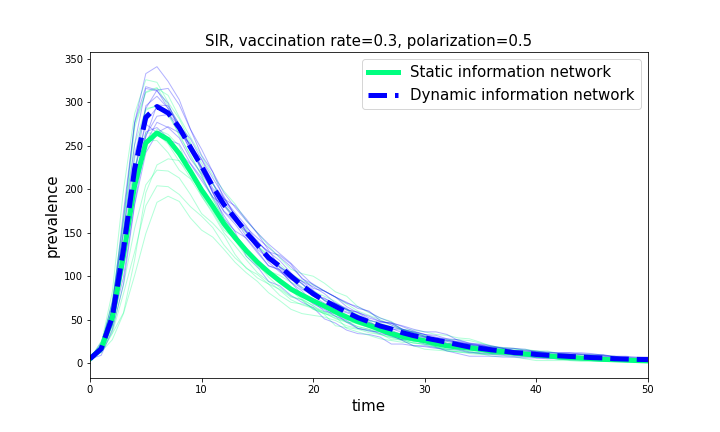 SIR, vaccination rate=0.3, polarization=0.5
350
300
250
200
150
100
50
0
prevalence
Static information network
Dynamic information network
0 10 20 30 40 50
time